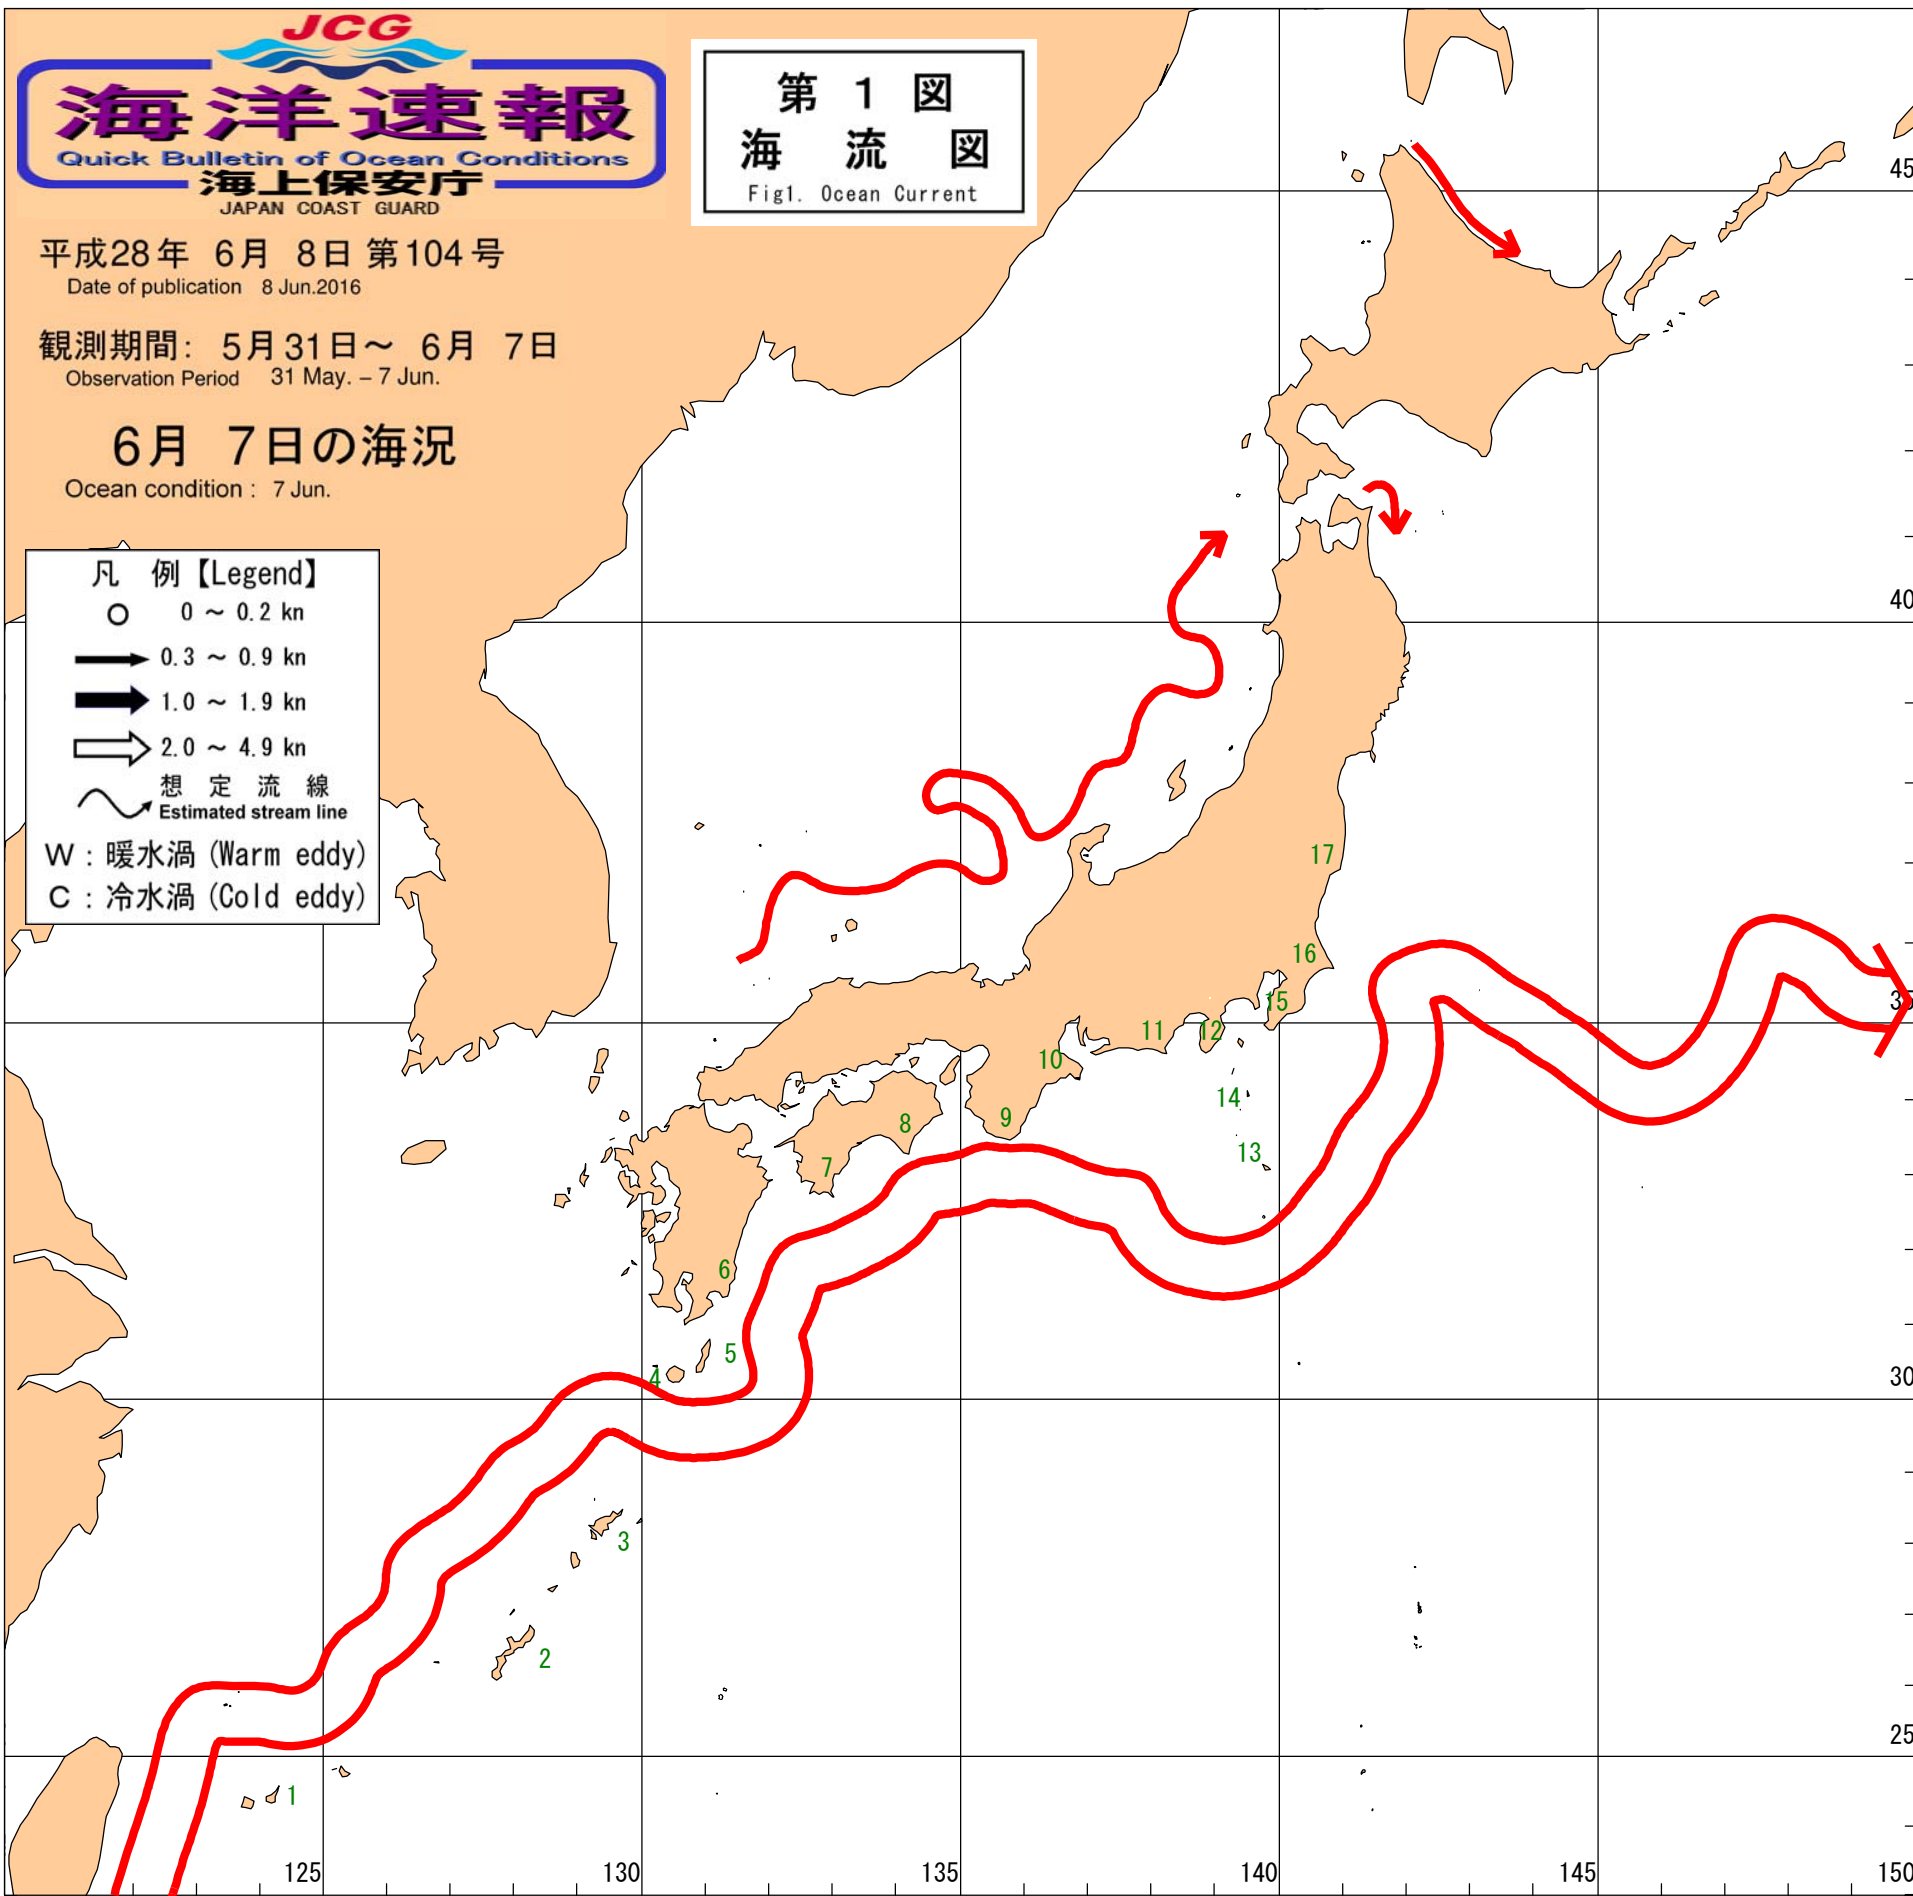 JCG
海洋速報
Quick Bulletin of Ocean Conditions
海上保安庁
JAPAN COAST GUARD
第 1 図
海 流 図
Fig1. Ocean Current
平成28年 6月 8日 第104号
Date of publication 8 Jun.2016
観測期間: 5月31日～ 6月 7日
Observation Period 31 May. – 7 Jun.
6月 7日の海況
Ocean condition : 7 Jun.
凡 例【Legend】
0 ～ 0.2 kn
0.3 ～ 0.9 kn
1.0 ～ 1.9 kn
2.0 ～ 4.9 kn
想 定 流 線
Estimated stream line
W : 暖水渦 (Warm eddy)
C : 冷水渦 (Cold eddy)
45
40
17
16
35
15
12
11
10
14
9
8
13
7
6
5
4
30
3
2
25
1
125
130
135
140
145
150